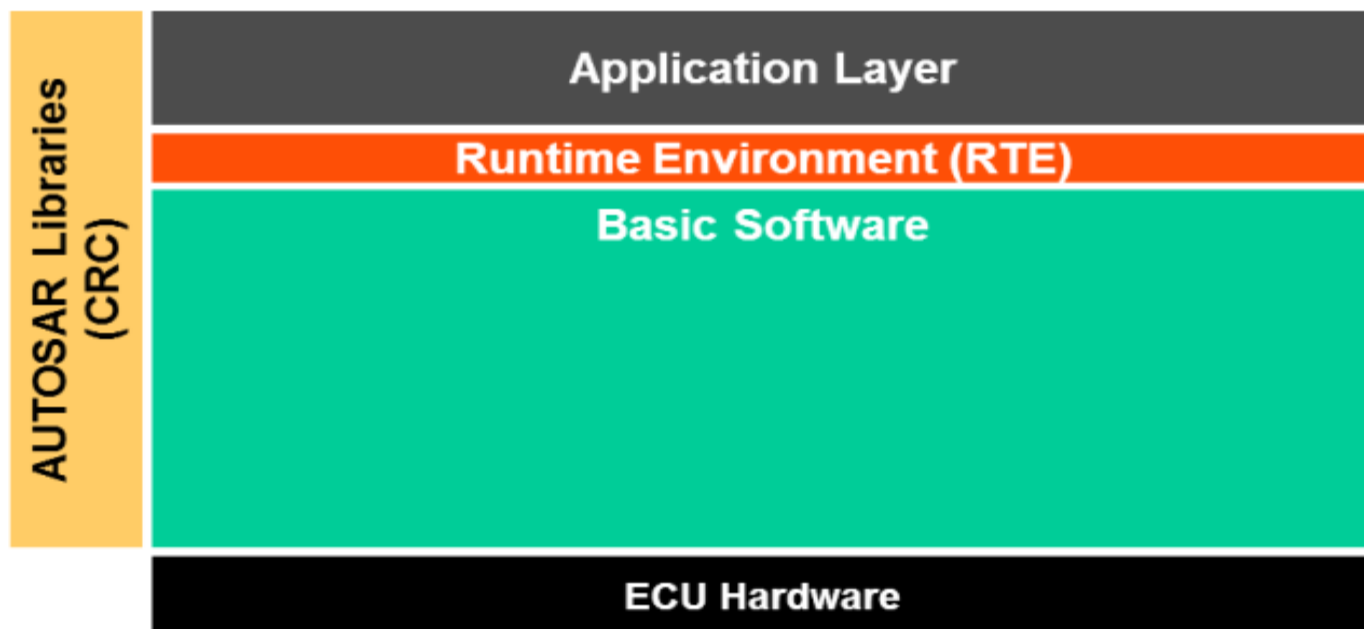 AUTOSAR Libraries
(CRC)
Application Layer
Runtime Environment (RTE)
Basic Software
ECU Hardware